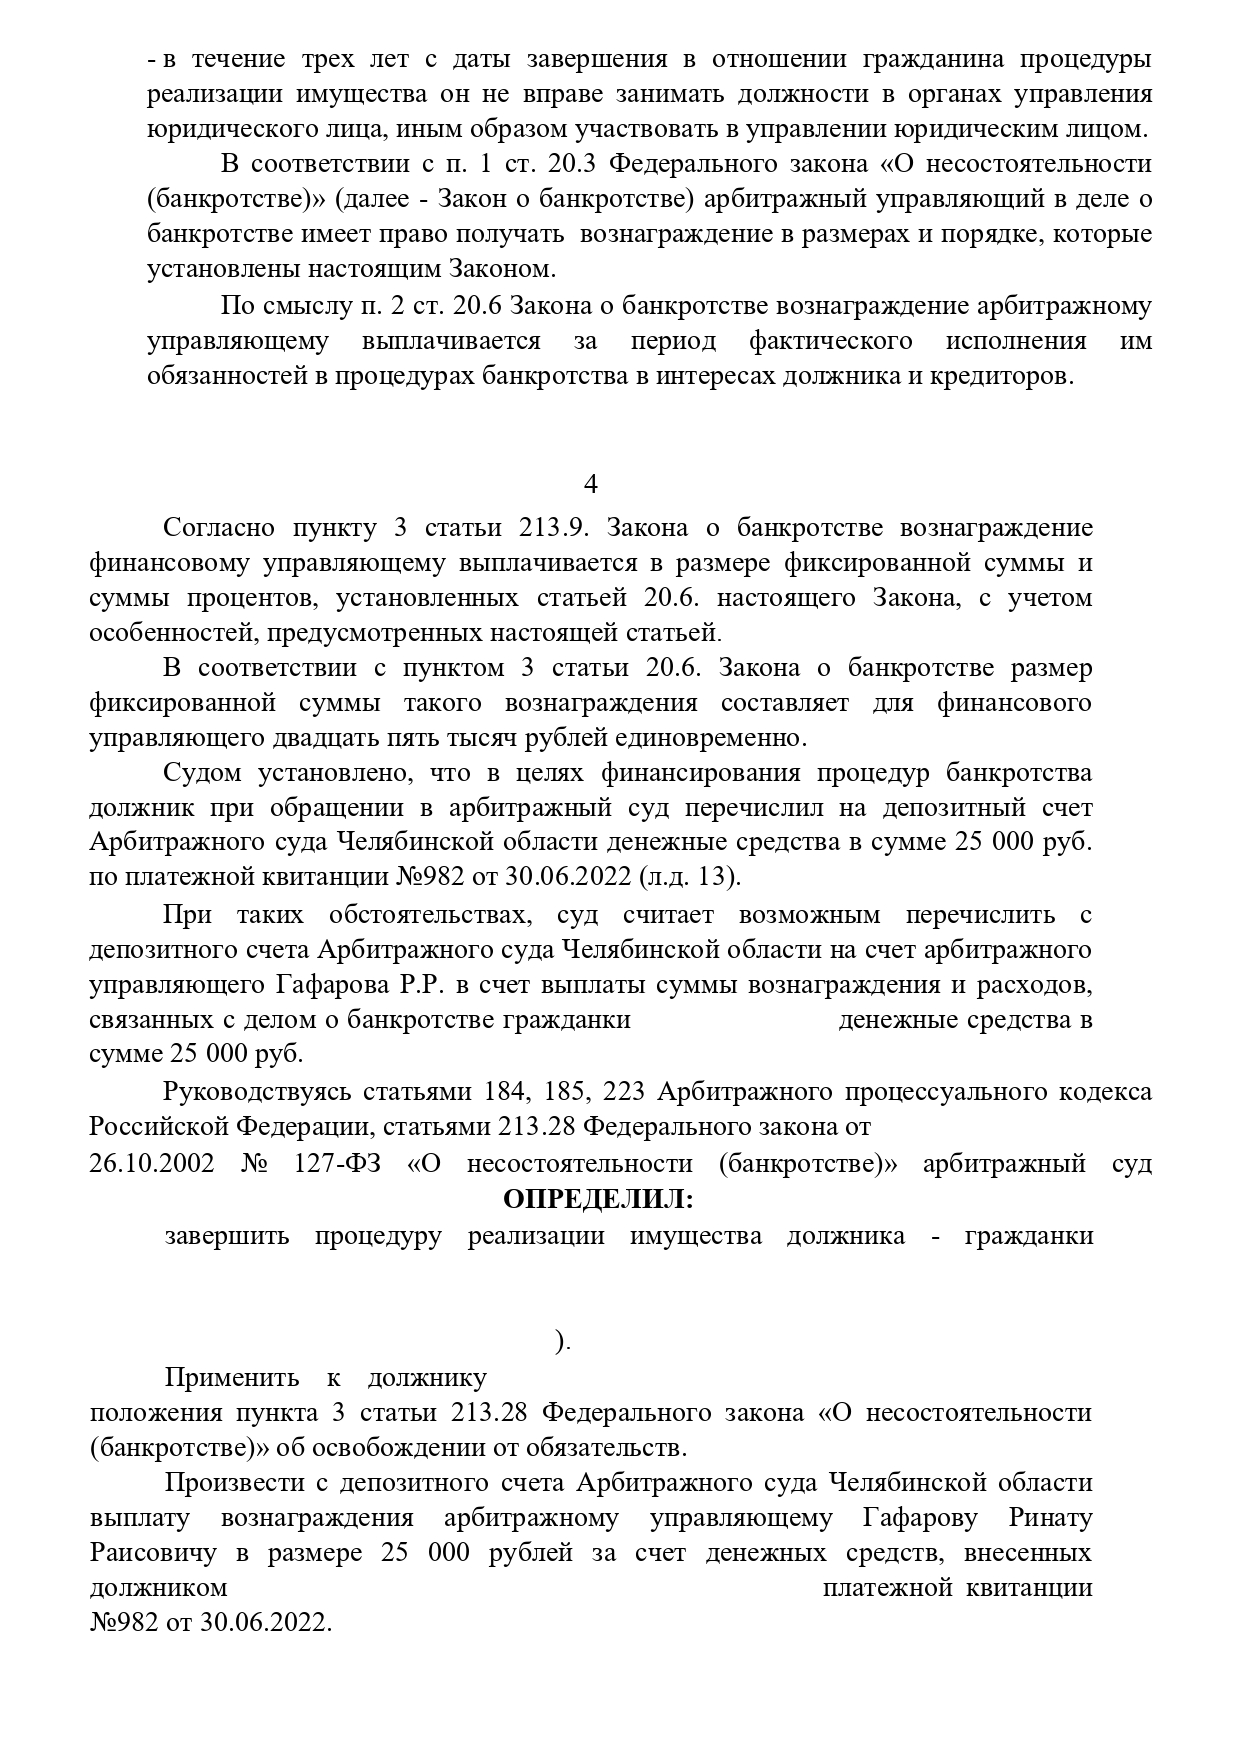 - в течение трех лет с даты завершения в отношении гражданина процедуры
реализации имущества он не вправе занимать должности в органах управления
юридического лица, иным образом участвовать в управлении юридическим лицом.
В соответствии с п. 1 ст. 20.3 Федерального закона «О несостоятельности
(банкротстве)» (далее - Закон о банкротстве) арбитражный управляющий в деле о
банкротстве имеет право получать вознаграждение в размерах и порядке, которые
установлены настоящим Законом.
По смыслу п. 2 ст. 20.6 Закона о банкротстве вознаграждение арбитражному
управляющему выплачивается за период фактического исполнения им
обязанностей в процедурах банкротства в интересах должника и кредиторов.
4
Согласно пункту 3 статьи 213.9. Закона о банкротстве вознаграждение
финансовому управляющему выплачивается в размере фиксированной суммы и
суммы процентов, установленных статьей 20.6. настоящего Закона, с учетом
особенностей, предусмотренных настоящей статьей.
В соответствии с пунктом 3 статьи 20.6. Закона о банкротстве размер
фиксированной суммы такого вознаграждения составляет для финансового
управляющего двадцать пять тысяч рублей единовременно.
Судом установлено, что в целях финансирования процедур банкротства
должник при обращении в арбитражный суд перечислил на депозитный счет
Арбитражного суда Челябинской области денежные средства в сумме 25 000 руб.
по платежной квитанции №982 от 30.06.2022 (л.д. 13).
При таких обстоятельствах, суд считает возможным перечислить с
депозитного счета Арбитражного суда Челябинской области на счет арбитражного
управляющего Гафарова Р.Р. в счет выплаты суммы вознаграждения и расходов,
связанных с делом о банкротстве гражданки денежные средства в
сумме 25 000 руб.
Руководствуясь статьями 184, 185, 223 Арбитражного процессуального кодекса
Российской Федерации, статьями 213.28 Федерального закона от
26.10.2002 № 127-ФЗ «О несостоятельности (банкротстве)» арбитражный суд
ОПРЕДЕЛИЛ:
завершить процедуру реализации имущества должника - гражданки
).
Применить к должнику
положения пункта 3 статьи 213.28 Федерального закона «О несостоятельности
(банкротстве)» об освобождении от обязательств.
Произвести с депозитного счета Арбитражного суда Челябинской области
выплату вознаграждения арбитражному управляющему Гафарову Ринату
Раисовичу в размере 25 000 рублей за счет денежных средств, внесенных
должником платежной квитанции
№982 от 30.06.2022.